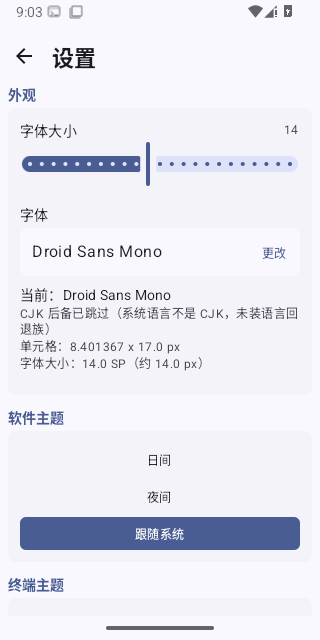 9:03
设置
外观
字体大小 14
字体
Droid Sans Mono 更改
当前：Droid Sans Mono
CJK 后备已跳过（系统语言不是 CJK，未装语言回
退族）
单元格：8.401367 x 17.0 px
字体大小：14.0 SP（约 14.0 px）
软件主题
日间
夜间
跟随系统
终端主题